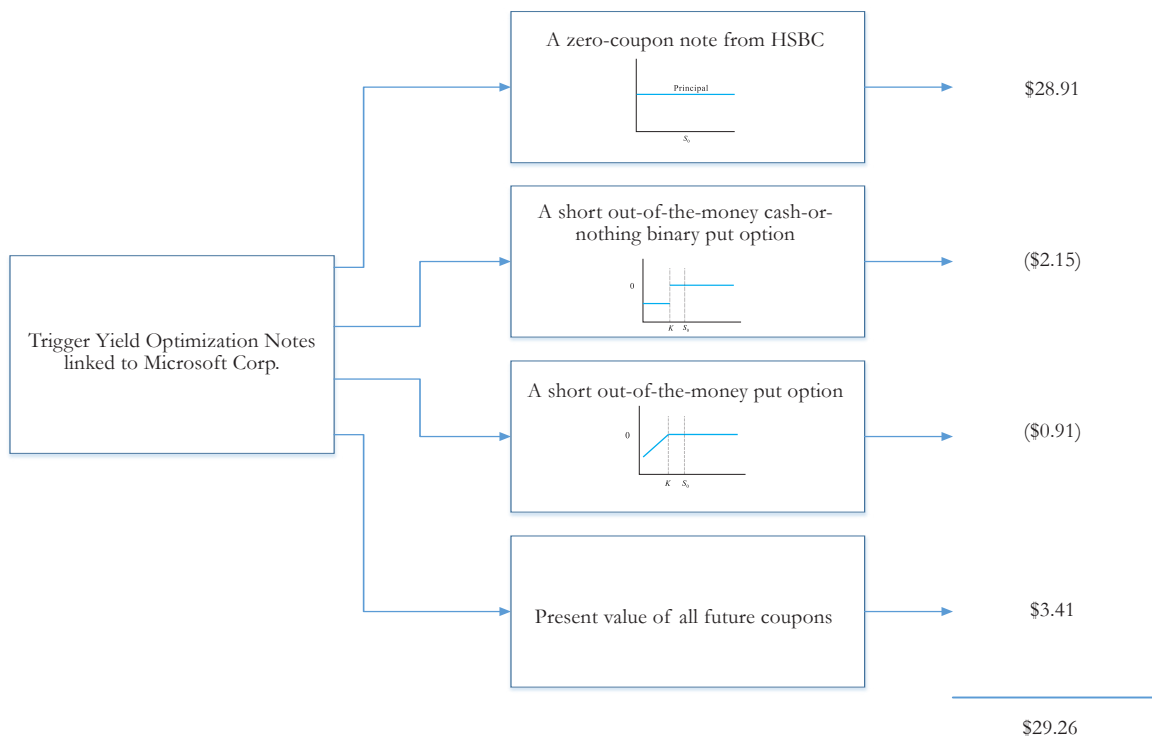 A zero-coupon note from HSBC
Principal
S₀
$28.91
A short out-of-the-money cash-or-
nothing binary put option
0
K
S₀
($2.15)
Trigger Yield Optimization Notes
linked to Microsoft Corp.
A short out-of-the-money put option
0
K
S₀
($0.91)
Present value of all future coupons
$3.41
$29.26